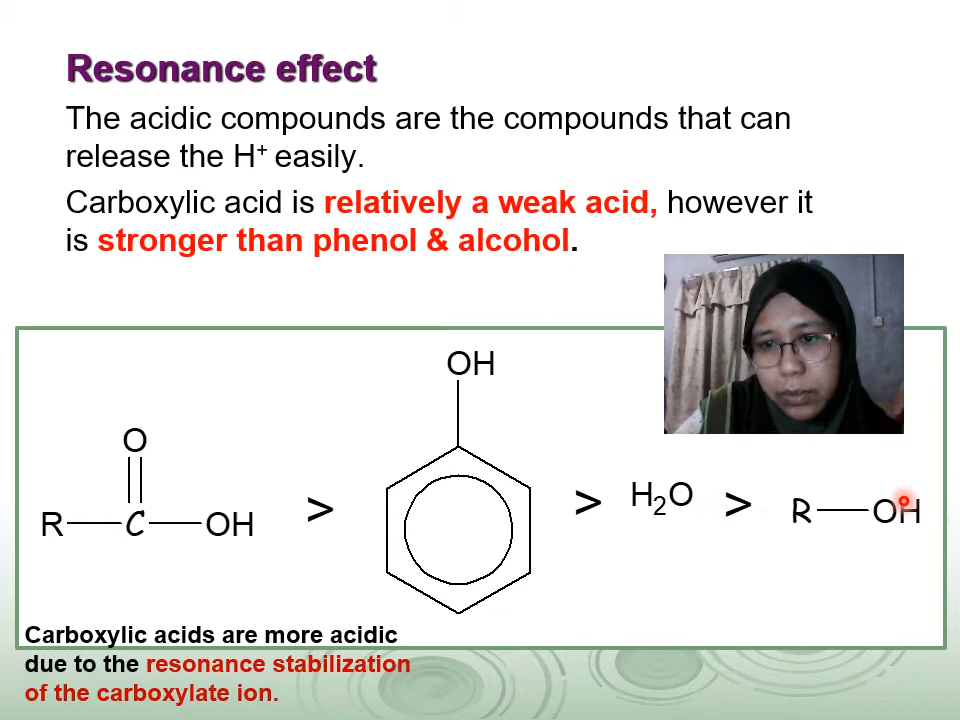 Resonance effect
The acidic compounds are the compounds that can
release the H⁺ easily.
Carboxylic acid is relatively a weak acid, however it
is stronger than phenol & alcohol.
OH
O
R C OH > > H₂O > R OH
Carboxylic acids are more acidic
due to the resonance stabilization
of the carboxylate ion.